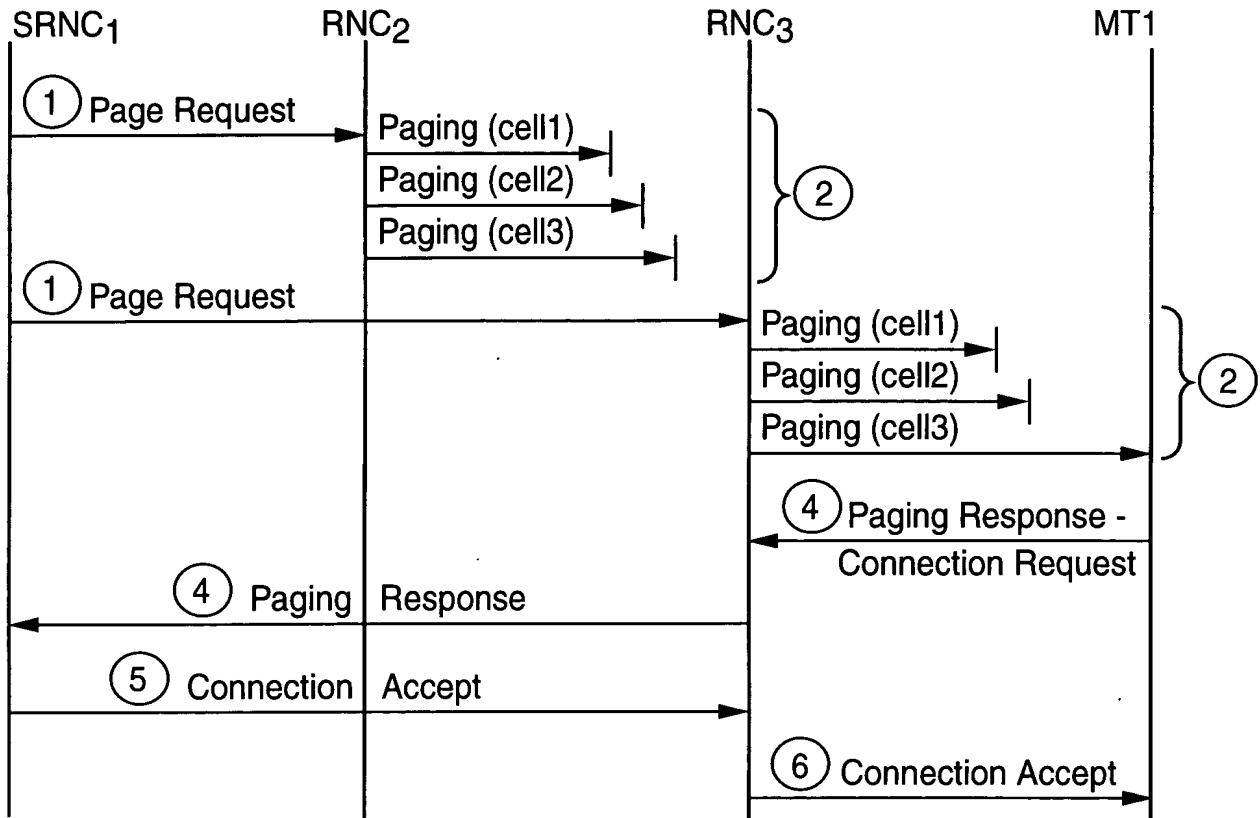 SRNC1 RNC2 RNC3 MT1
1 Page Request
Paging (cell1)
Paging (cell2)
Paging (cell3)
2
1 Page Request
Paging (cell1)
Paging (cell2)
Paging (cell3)
2
4 Paging Response -
Connection Request
4 Paging Response
5 Connection Accept
6 Connection Accept